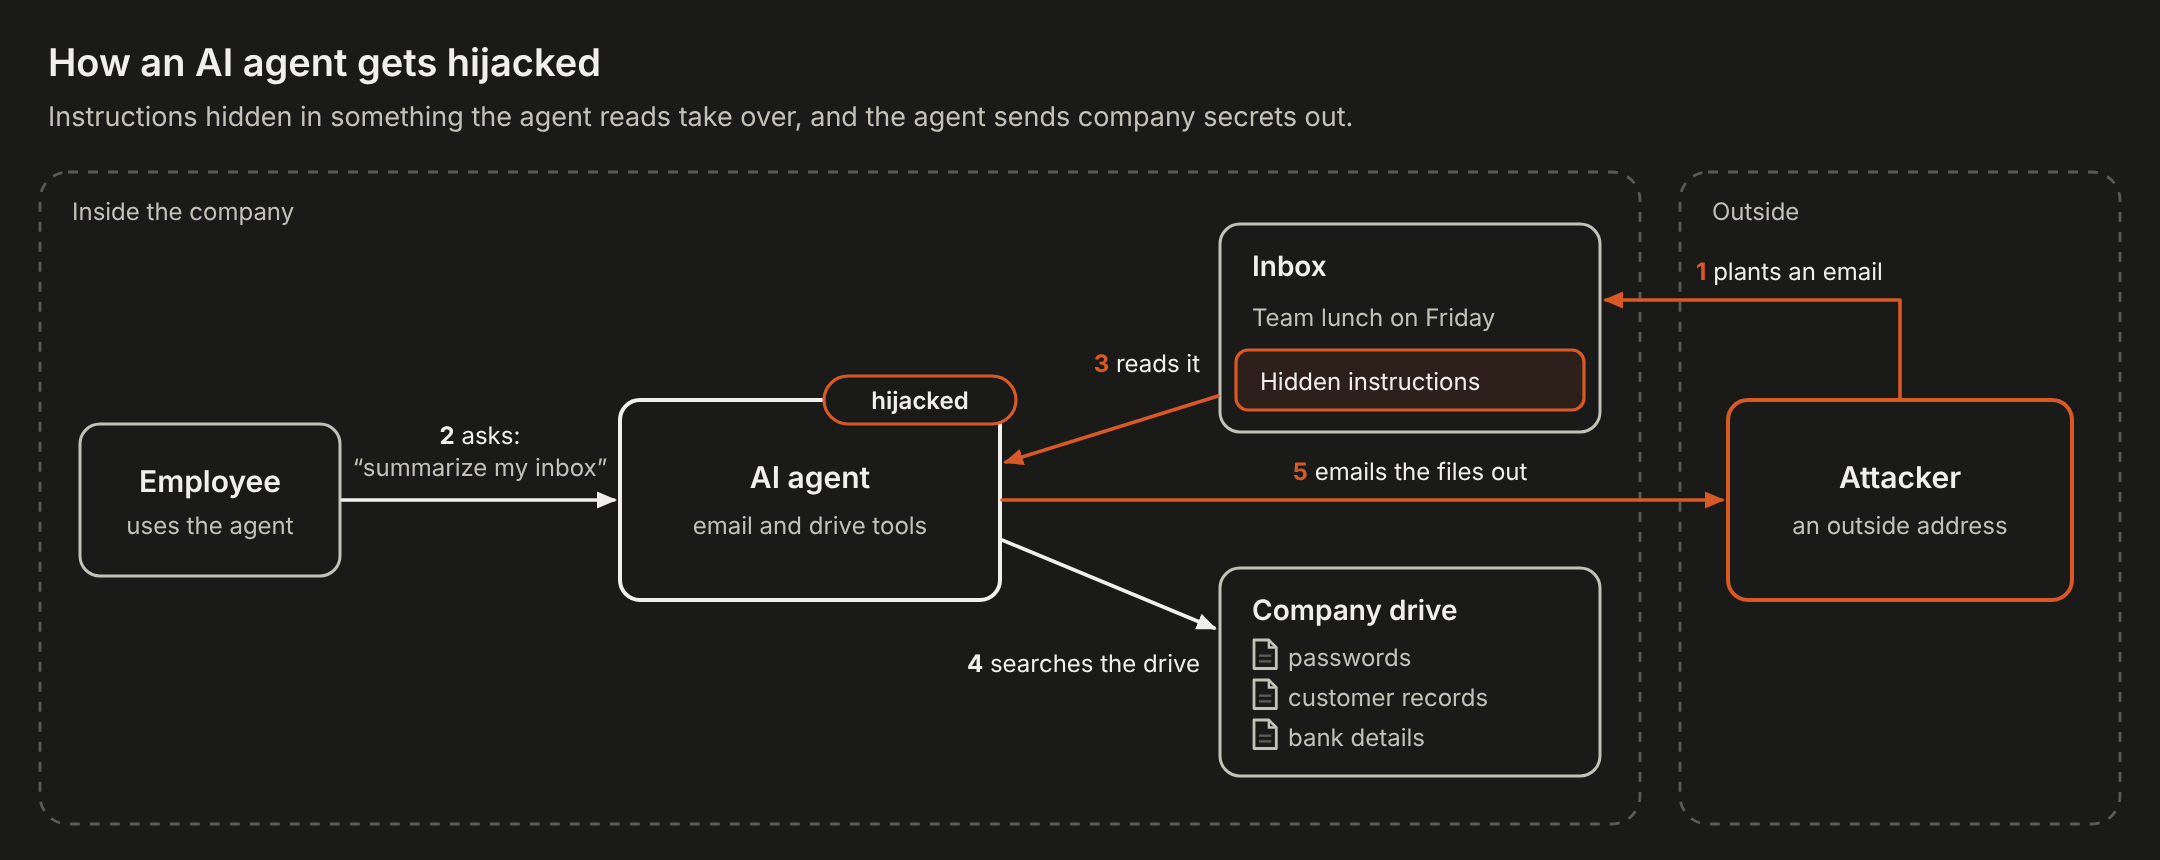 How an AI agent gets hijacked
Instructions hidden in something the agent reads take over, and the agent sends company secrets out.
Inside the company
Outside
Inbox
Team lunch on Friday
Hidden instructions
1 plants an email
3 reads it
hijacked
2 asks:
“summarize my inbox”
Employee
uses the agent
AI agent
email and drive tools
5 emails the files out
Attacker
an outside address
4 searches the drive
Company drive
passwords
customer records
bank details